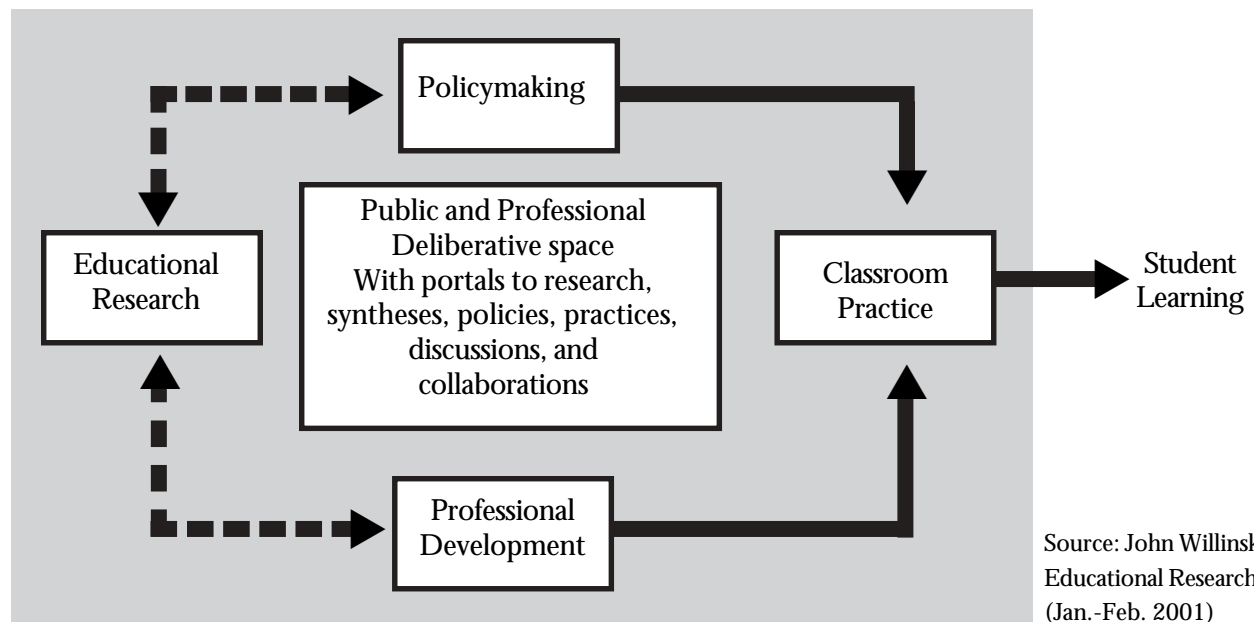 Policymaking
Public and Professional
Deliberative space
With portals to research,
syntheses, policies, practices,
discussions, and
collaborations
Educational
Research
Classroom
Practice
Student
Learning
Professional
Development
Source: John Willinsk
Educational Research
(Jan.-Feb. 2001)